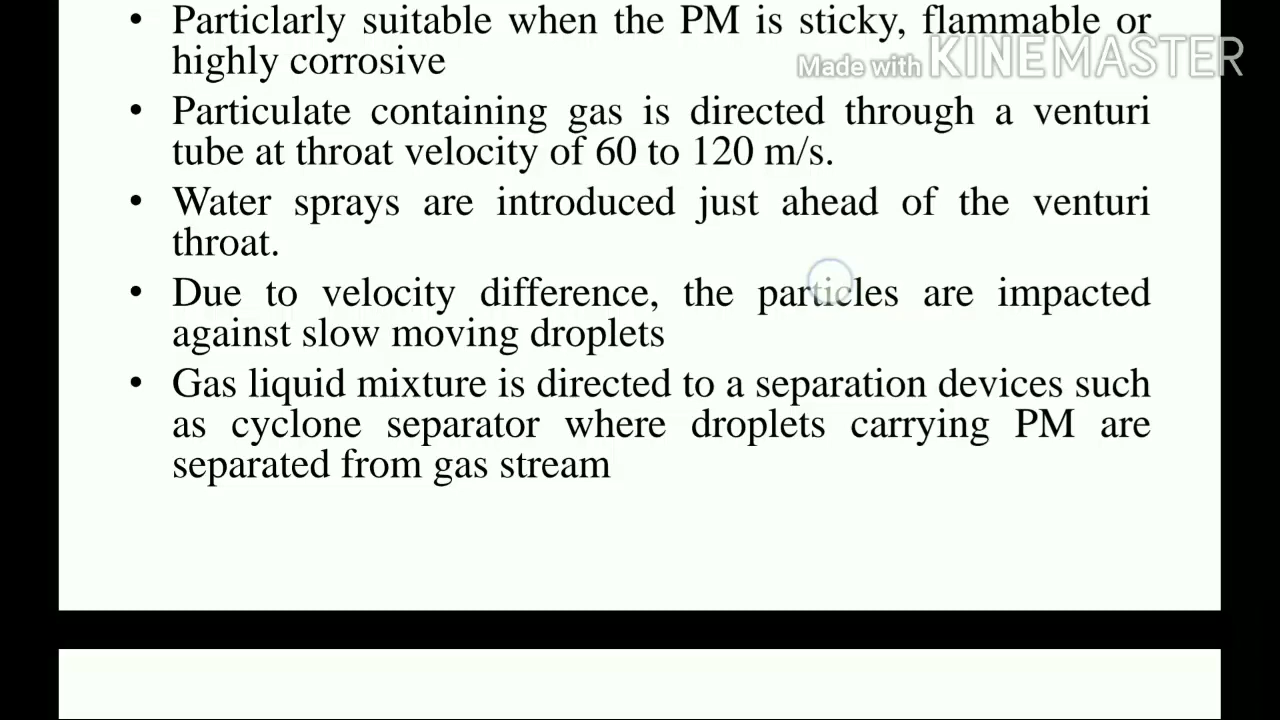 • Particlarly suitable when the PM is sticky, flammable or
highly corrosive
Made with KINEMASTER
• Particulate containing gas is directed through a venturi
tube at throat velocity of 60 to 120 m/s.
• Water sprays are introduced just ahead of the venturi
throat.
• Due to velocity difference, the particles are impacted
against slow moving droplets
• Gas liquid mixture is directed to a separation devices such
as cyclone separator where droplets carrying PM are
separated from gas stream